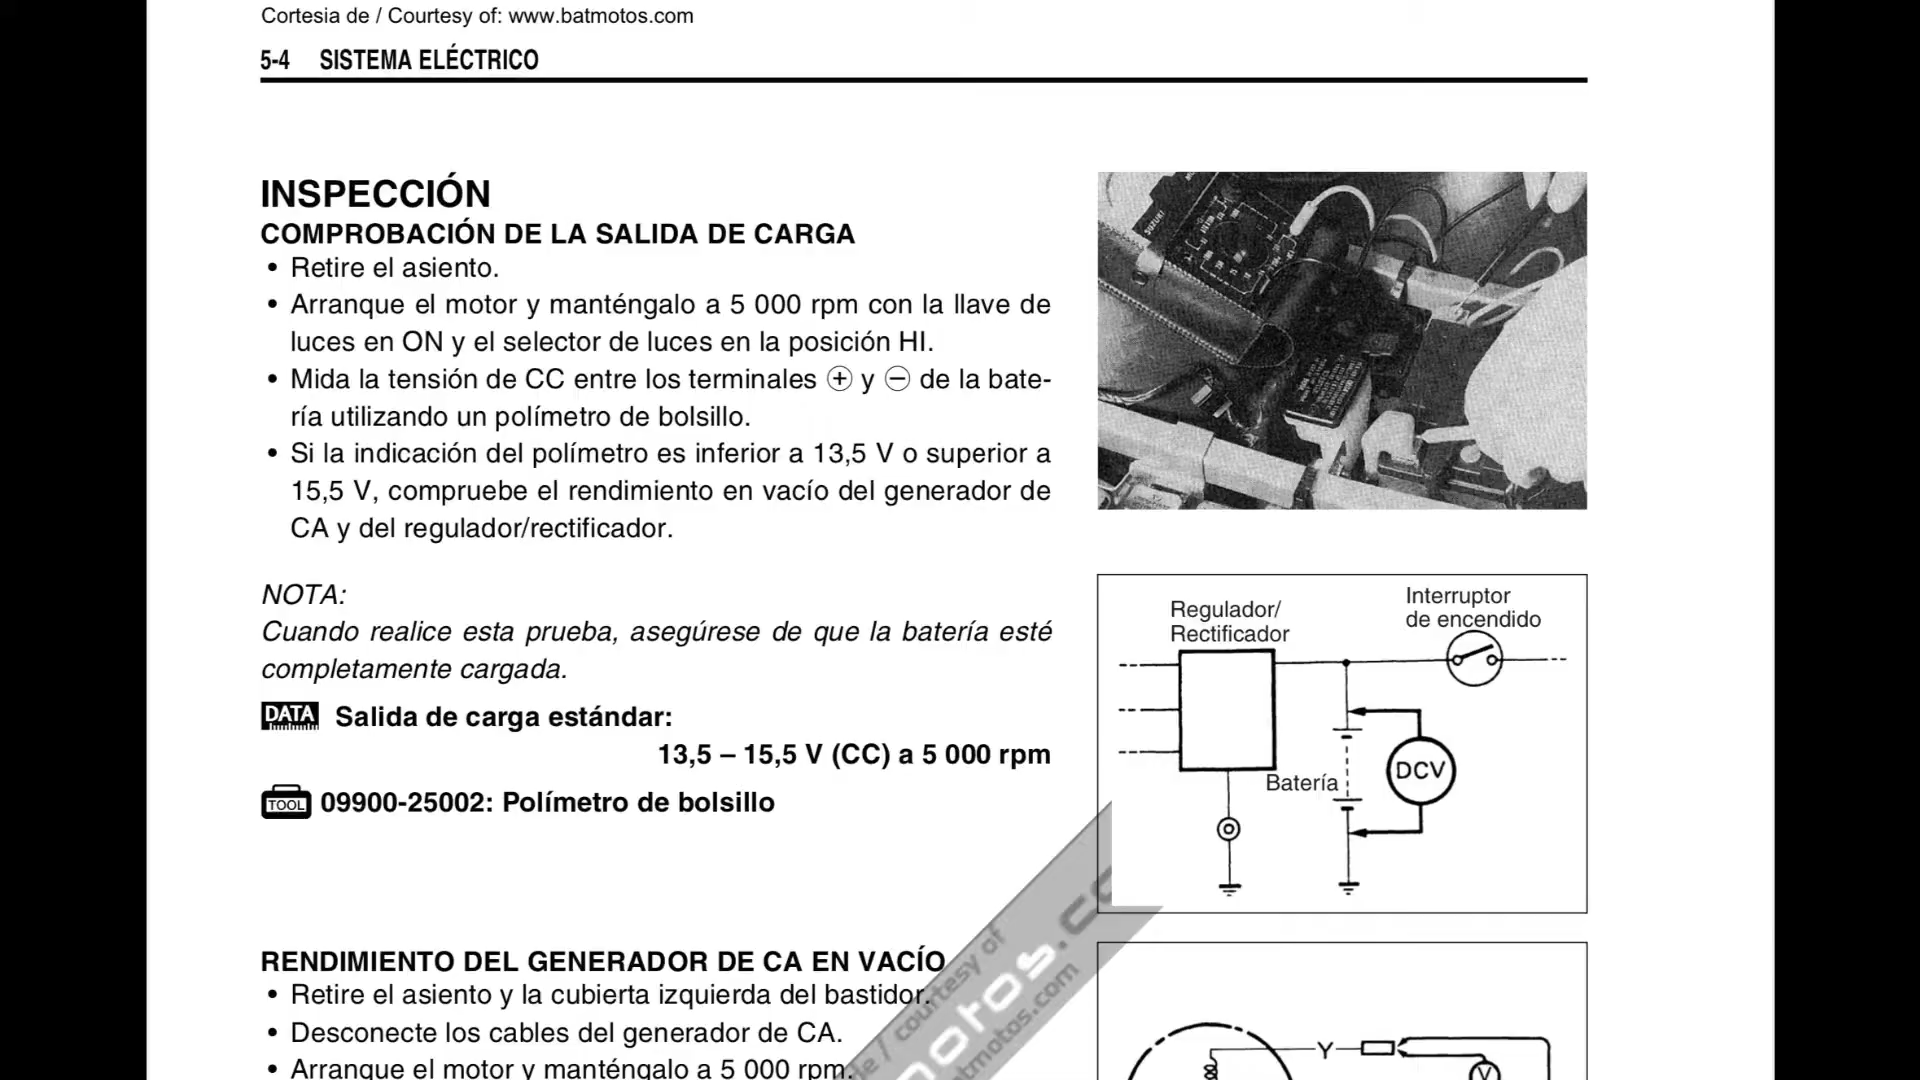 Cortesia de / Courtesy of: www.batmotos.com
5-4 SISTEMA ELÉCTRICO
INSPECCIÓN
COMPROBACIÓN DE LA SALIDA DE CARGA
• Retire el asiento.
• Arranque el motor y manténgalo a 5 000 rpm con la llave de
luces en ON y el selector de luces en la posición HI.
• Mida la tensión de CC entre los terminales ⊕ y ⊖ de la bate-
ría utilizando un polímetro de bolsillo.
• Si la indicación del polímetro es inferior a 13,5 V o superior a
15,5 V, compruebe el rendimiento en vacío del generador de
CA y del regulador/rectificador.
NOTA:
Cuando realice esta prueba, asegúrese de que la batería esté
completamente cargada.
DATA Salida de carga estándar:
13,5 – 15,5 V (CC) a 5 000 rpm
TOOL 09900-25002: Polímetro de bolsillo
RENDIMIENTO DEL GENERADOR DE CA EN VACÍO
• Retire el asiento y la cubierta izquierda del bastidor.
• Desconecte los cables del generador de CA.
• Arranque el motor y manténgalo a 5 000 rpm.
SUZUKI
Regulador/
Rectificador
Interruptor
de encendido
Batería
DCV
Y
V
de / courtesy of
motos.co
atmotos.com